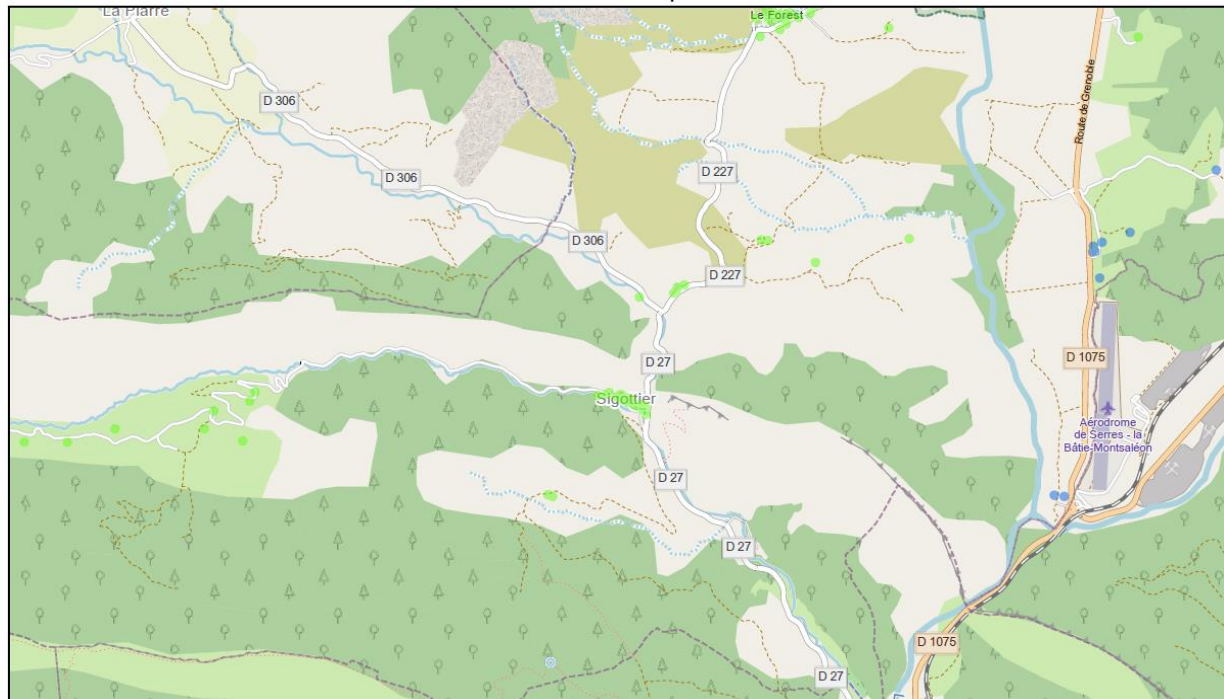 La Piarre
Le Forest
Route de Grenoble
D 306
D 306
D 227
D 306
D 227
D 27
D 1075
Sigottier
Aérodrome
de Serres - la
Bâtie-Montsaléon
D 27
D 27
D 1075
D 27